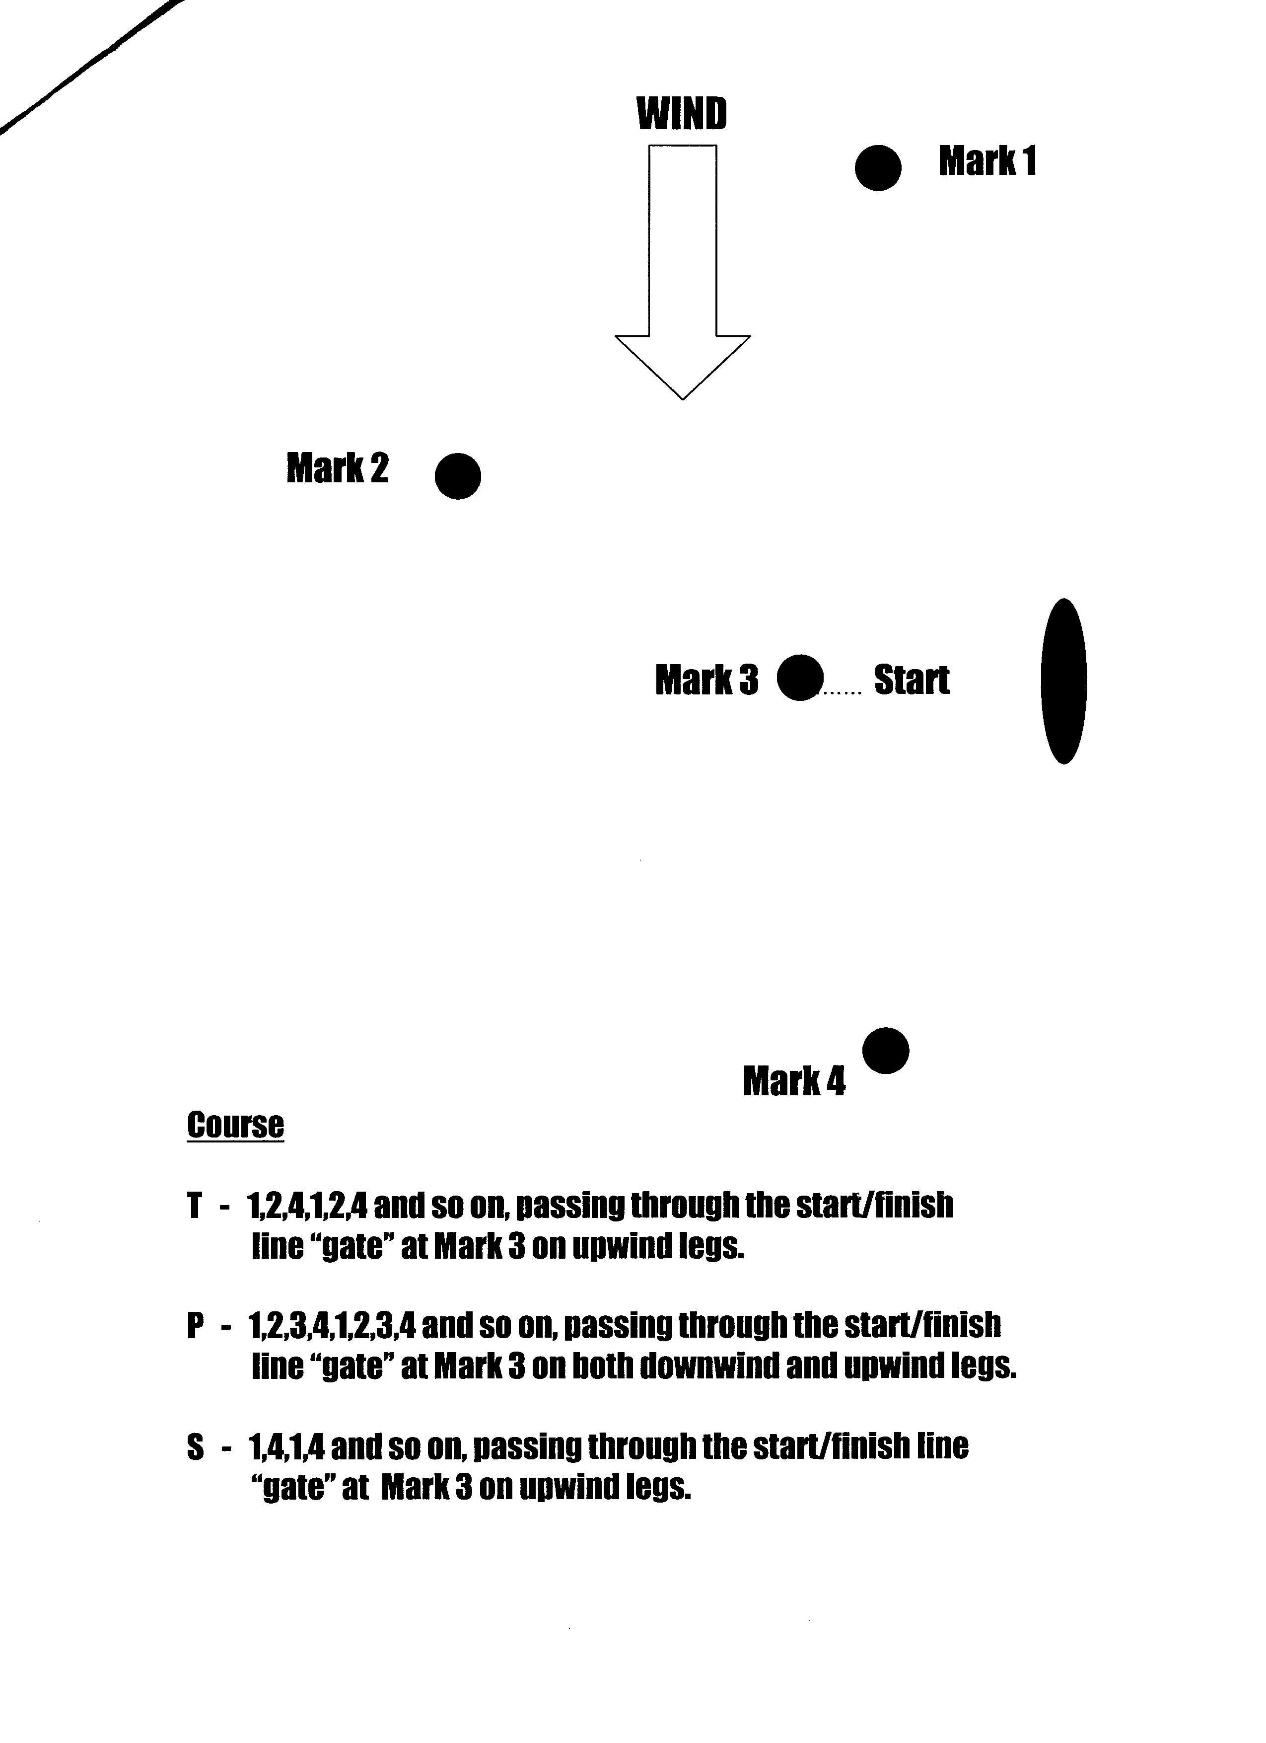 WIND
Mark 1
Mark 2
Mark 3 ...... Start
Mark 4
Course
T - 1,2,4,1,2,4 and so on, passing through the start/finish
line “gate” at Mark 3 on upwind legs.
P - 1,2,3,4,1,2,3,4 and so on, passing through the start/finish
line “gate” at Mark 3 on both downwind and upwind legs.
S - 1,4,1,4 and so on, passing through the start/finish line
“gate” at Mark 3 on upwind legs.